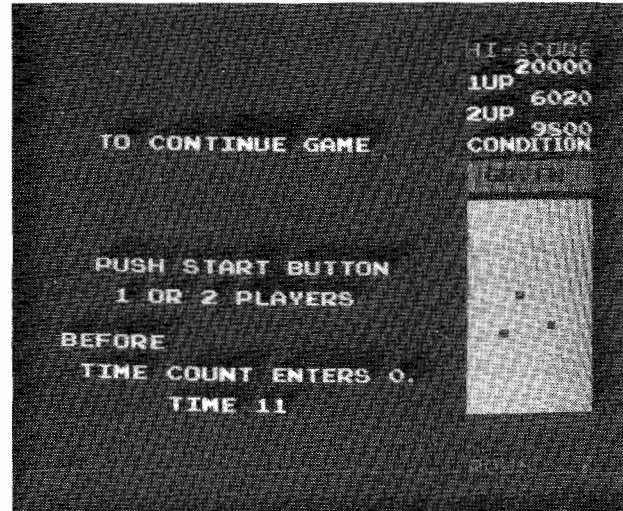 HI-SCORE
20000
1UP
6020
2UP
9800
CONDITION
TO CONTINUE GAME
PUSH START BUTTON
1 OR 2 PLAYERS
BEFORE
TIME COUNT ENTERS 0.
TIME 11